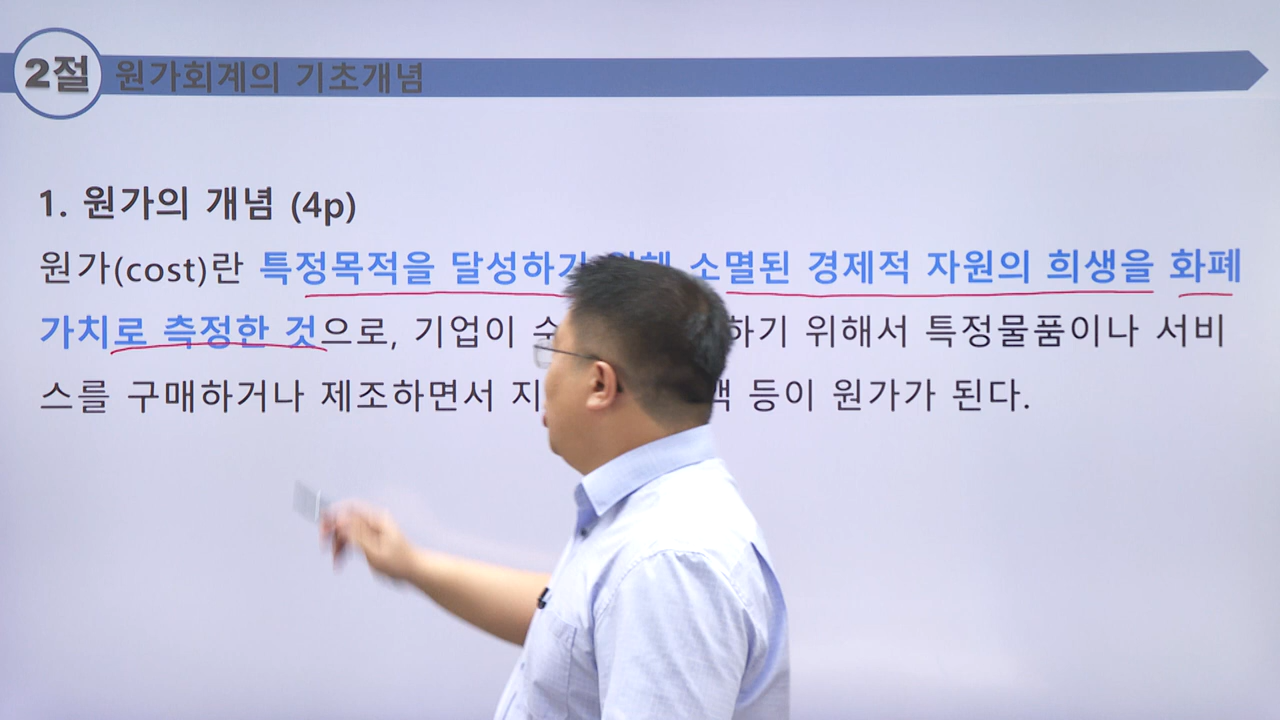 2절 원가회계의 기초개념
1. 원가의 개념 (4p)
원가(cost)란 특정목적을 달성하기 소멸된 경제적 자원의 희생을 화폐
가치로 측정한 것으로, 기업이 하기 위해서 특정물품이나 서비
스를 구매하거나 제조하면서 등이 원가가 된다.